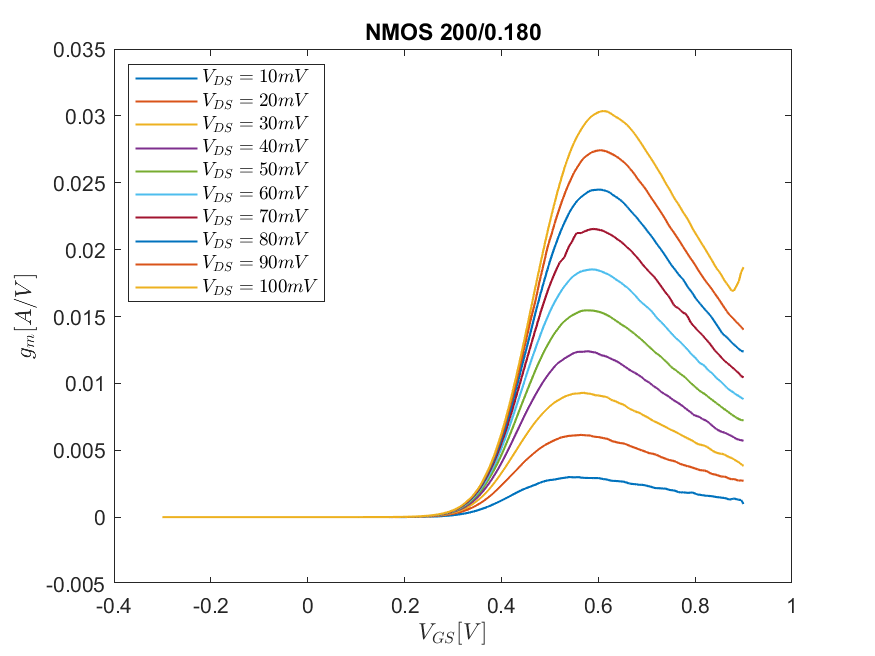 NMOS 200/0.180
0.035
0.03
0.025
0.02
0.015
0.01
0.005
0
-0.005
g_m[A/V]
V_DS = 10mV
V_DS = 20mV
V_DS = 30mV
V_DS = 40mV
V_DS = 50mV
V_DS = 60mV
V_DS = 70mV
V_DS = 80mV
V_DS = 90mV
V_DS = 100mV
-0.4 -0.2 0 0.2 0.4 0.6 0.8 1
V_GS[V]